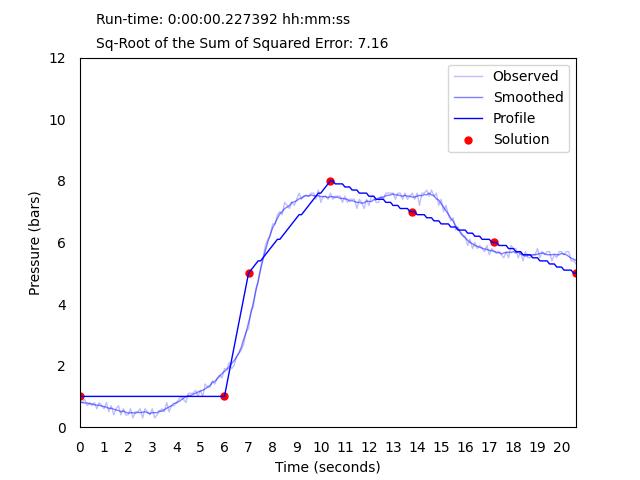 Run-time: 0:00:00.227392 hh:mm:ss
Sq-Root of the Sum of Squared Error: 7.16
Observed
Smoothed
Profile
Solution
12
10
8
6
4
2
0
Pressure (bars)
0 1 2 3 4 5 6 7 8 9 10 11 12 13 14 15 16 17 18 19 20
Time (seconds)